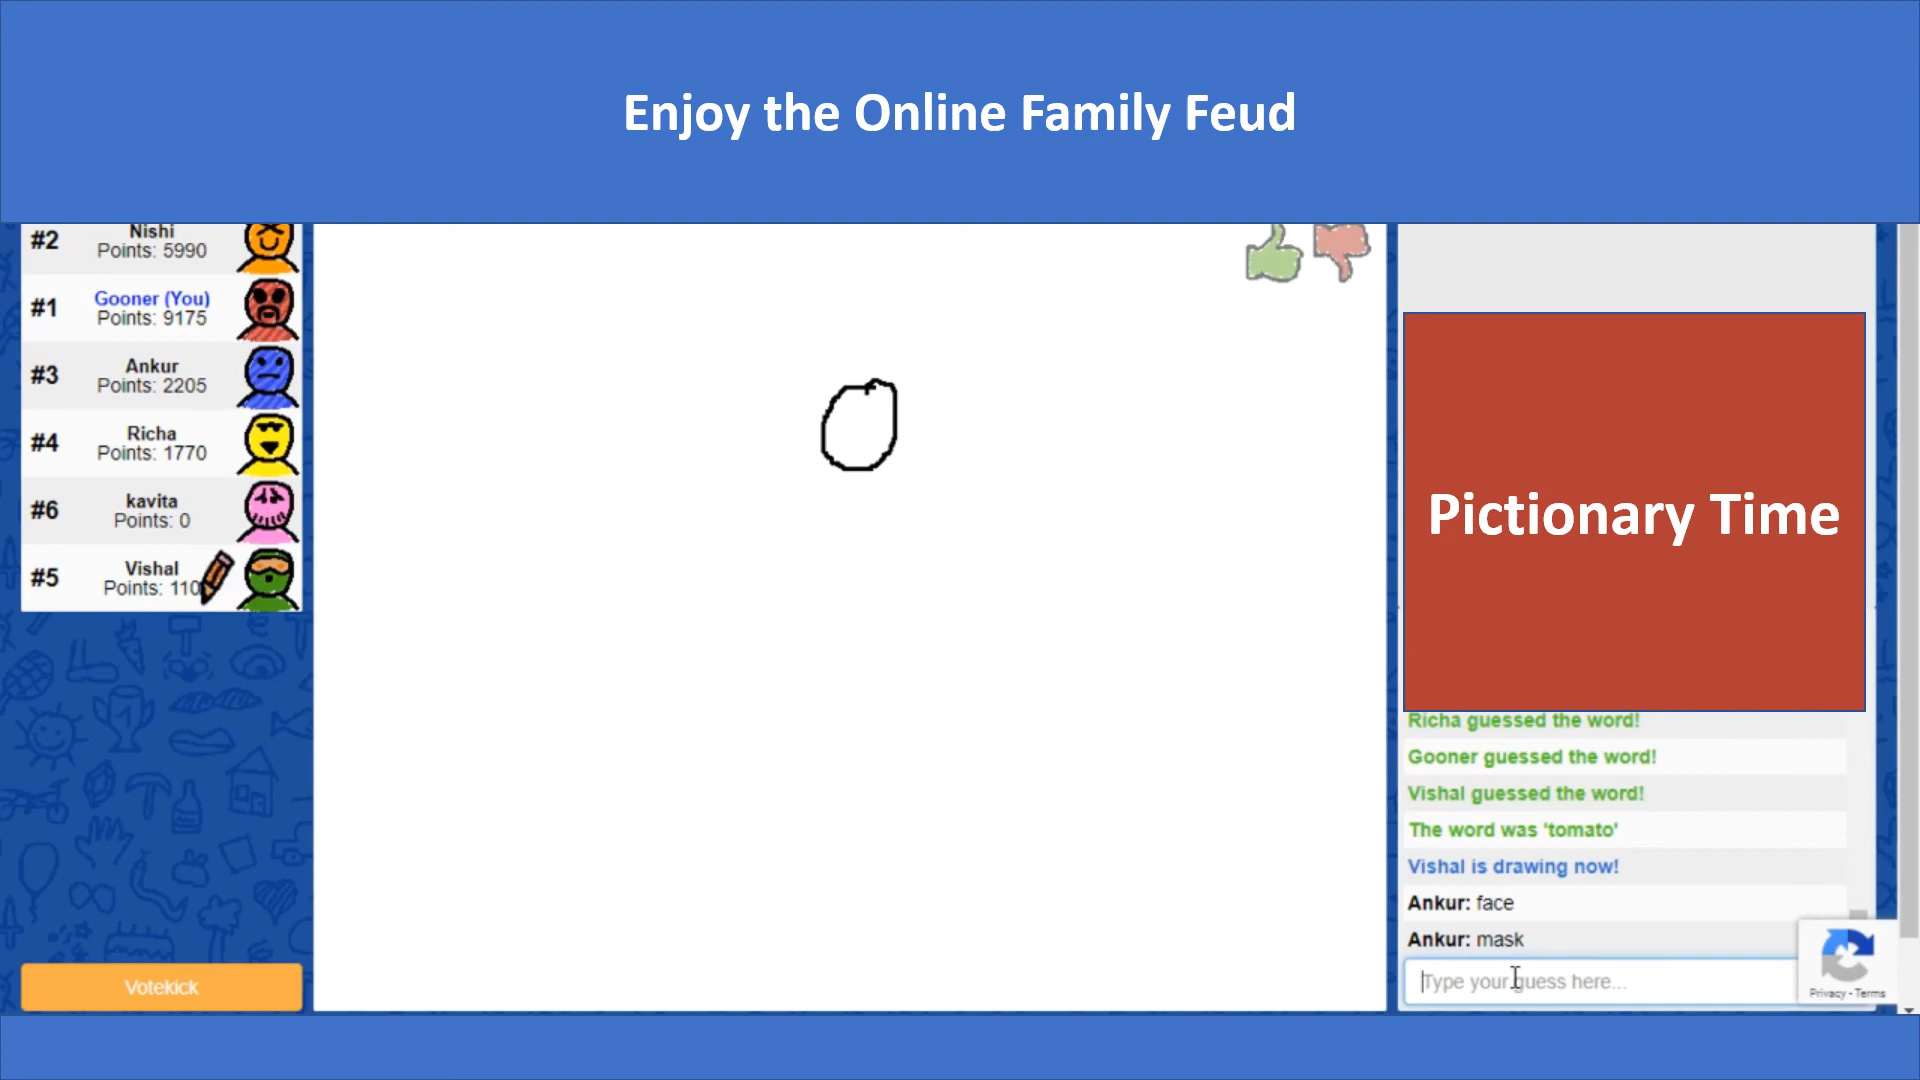 Enjoy the Online Family Feud
#2
Nishi
Points: 5990
#1
Gooner (You)
Points: 9175
#3
Ankur
Points: 2205
#4
Richa
Points: 1770
#6
kavita
Points: 0
#5
Vishal
Points: 110
Votekick
Pictionary Time
Richa guessed the word!
Gooner guessed the word!
Vishal guessed the word!
The word was 'tomato'
Vishal is drawing now!
Ankur: face
Ankur: mask
Type your guess here...
Privacy - Terms